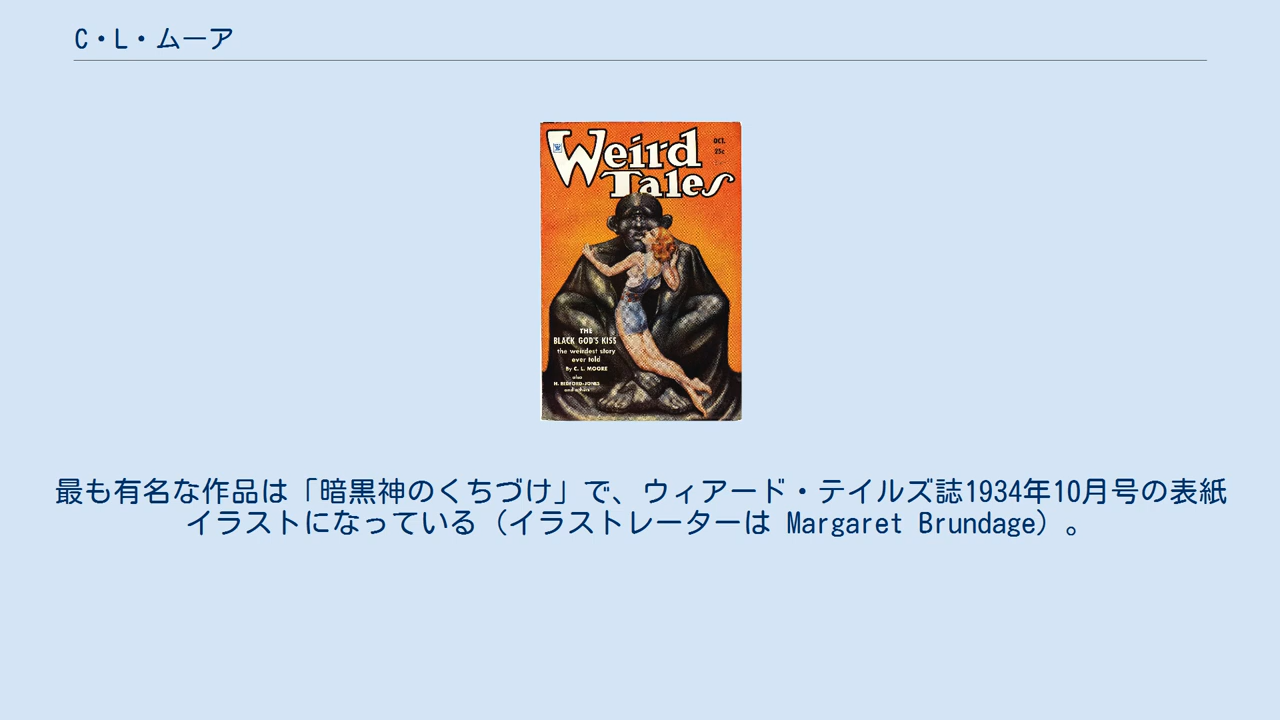 C・L・ムーア
Weird
Tales
OCT.
25c
THE
BLACK GOD'S KISS
the weirdest story
ever told
By C. L. MOORE
also
H. BEDFORD-JONES
and others
最も有名な作品は「暗黒神のくちづけ」で、ウィアード・テイルズ誌1934年10月号の表紙
イラストになっている（イラストレーターは Margaret Brundage）。